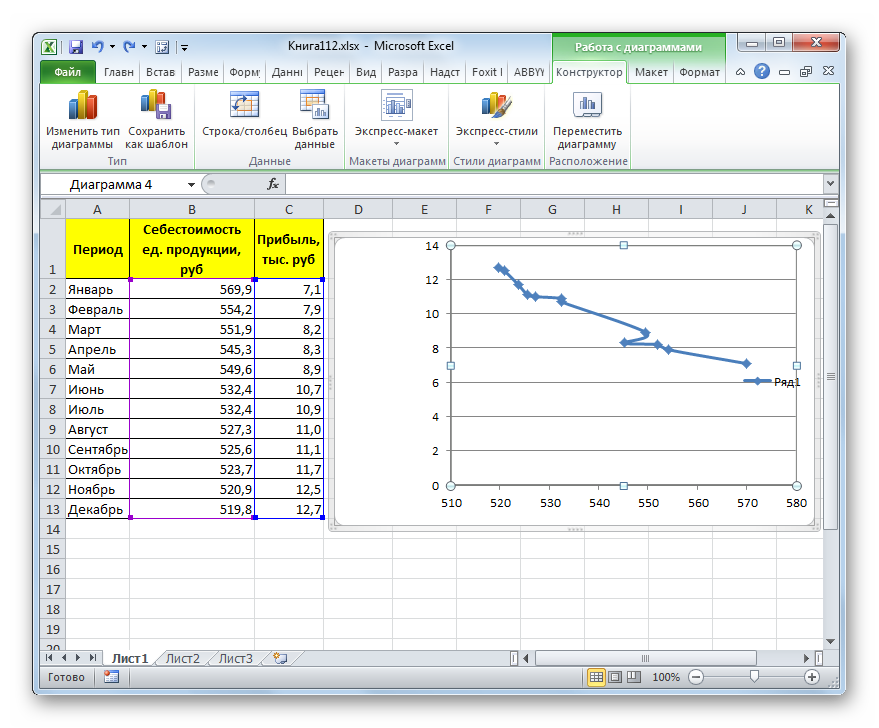 Книга112.xlsx - Microsoft Excel
Работа с диаграммами
Файл Главн Встав Разме Форму Данны Рецен Вид Разра Надст Foxit I ABBYY Конструктор Макет Формат
Изменить тип диаграммы
Сохранить как шаблон
Строка/столбец
Выбрать данные
Экспресс-макет
Экспресс-стили
Переместить диаграмму
Тип Данные Макеты диаграмм Стили диаграмм Расположение
Диаграмма 4 fx
A B C D E F G H I J K
1 Период Себестоимость ед. продукции, руб Прибыль, тыс. руб
2 Январь 569,9 7,1
3 Февраль 554,2 7,9
4 Март 551,9 8,2
5 Апрель 545,3 8,3
6 Май 549,6 8,9
7 Июнь 532,4 10,7
8 Июль 532,4 10,9
9 Август 527,3 11,0
10 Сентябрь 525,6 11,1
11 Октябрь 523,7 11,7
12 Ноябрь 520,9 12,5
13 Декабрь 519,8 12,7
14
15
16
17
18
19
20
14
12
10
8
6
4
2
0
510 520 530 540 550 560 570 580
Ряд1
Лист1 Лист2 Лист3
Готово 100%